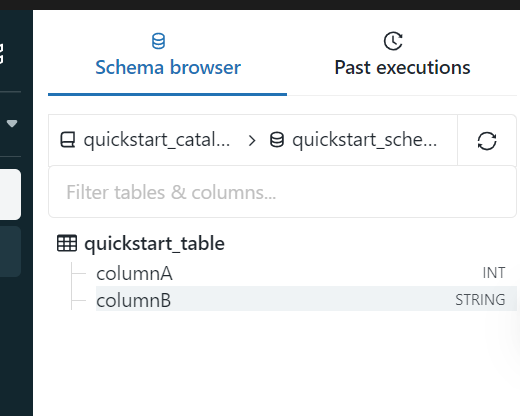 Schema browser
Past executions
quickstart_catal... > quickstart_sche...
Filter tables & columns...
quickstart_table
columnA INT
columnB STRING